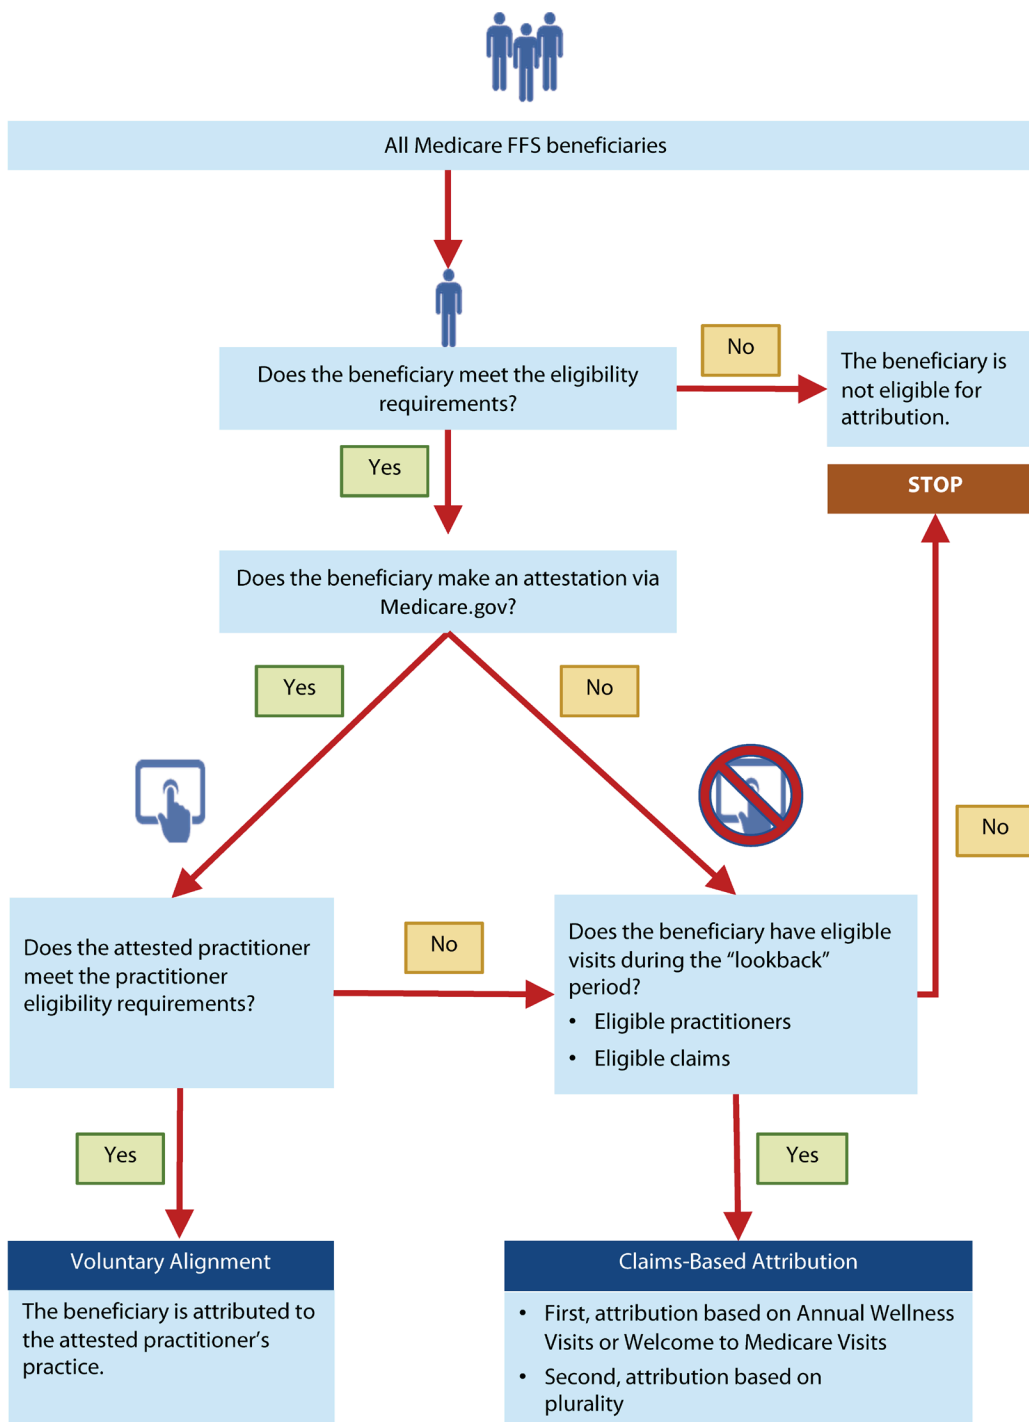 All Medicare FFS beneficiaries
Does the beneficiary meet the eligibility
requirements?
No
The beneficiary is
not eligible for
attribution.
STOP
Yes
Does the beneficiary make an attestation via
Medicare.gov?
Yes
No
No
Does the attested practitioner
meet the practitioner
eligibility requirements?
No
Does the beneficiary have eligible
visits during the “lookback”
period?
• Eligible practitioners
• Eligible claims
Yes
Yes
Voluntary Alignment
The beneficiary is attributed to
the attested practitioner’s
practice.
Claims-Based Attribution
• First, attribution based on Annual Wellness
Visits or Welcome to Medicare Visits
• Second, attribution based on
plurality